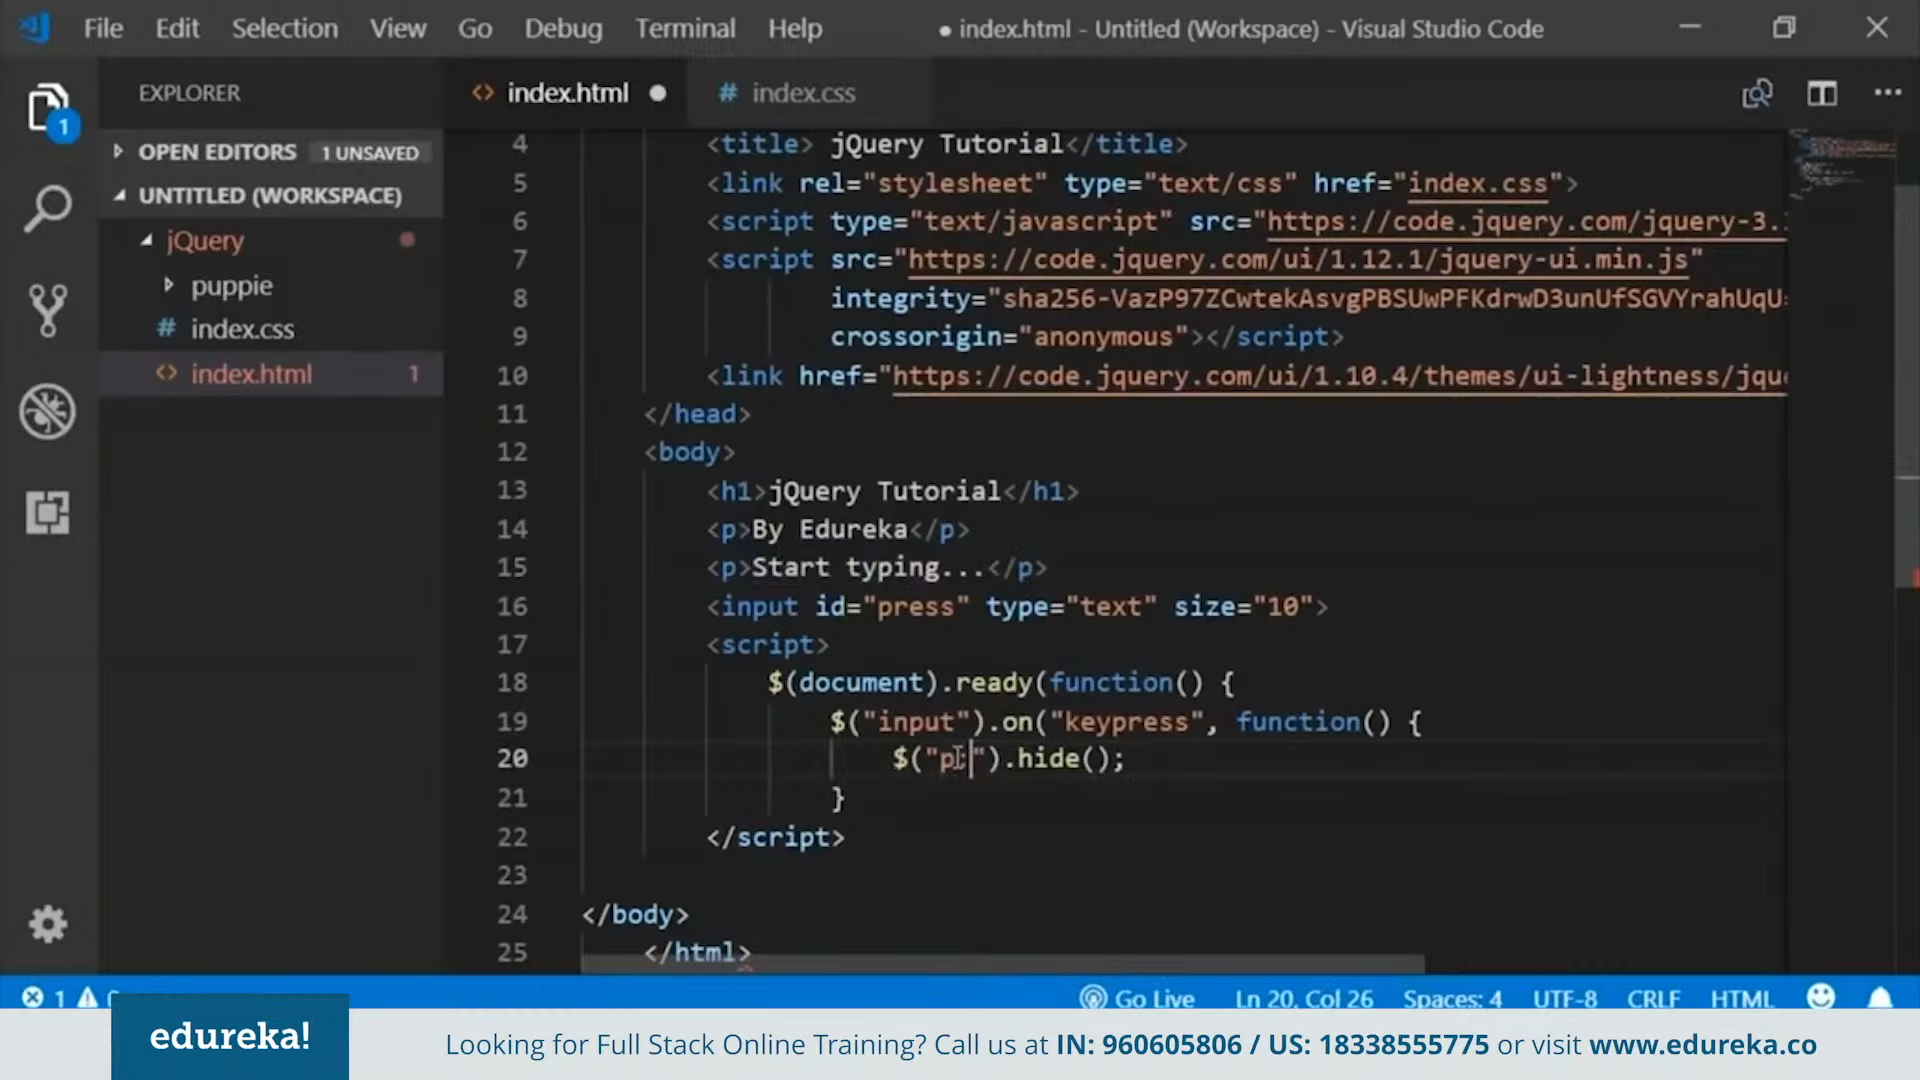 File Edit Selection View Go Debug Terminal Help ● index.html - Untitled (Workspace) - Visual Studio Code
EXPLORER
index.html
# index.css
1
OPEN EDITORS 1 UNSAVED
UNTITLED (WORKSPACE)
jQuery
puppie
# index.css
<> index.html 1
4 <title> jQuery Tutorial</title>
5 <link rel="stylesheet" type="text/css" href="index.css">
6 <script type="text/javascript" src="https://code.jquery.com/jquery-3.
7 <script src="https://code.jquery.com/ui/1.12.1/jquery-ui.min.js"
8 integrity="sha256-VazP97ZCwtekAsvgPBSUwPFKdrwD3unUfSGVYrahUqU=
9 crossorigin="anonymous"></script>
10 <link href="https://code.jquery.com/ui/1.10.4/themes/ui-lightness/jqu
11 </head>
12 <body>
13 <h1>jQuery Tutorial</h1>
14 <p>By Edureka</p>
15 <p>Start typing...</p>
16 <input id="press" type="text" size="10">
17 <script>
18 $(document).ready(function() {
19 $("input").on("keypress", function() {
20 $("p:").hide();
21 }
22 </script>
23
24 </body>
25 </html>
1 Go Live Ln 20, Col 26 Spaces: 4 UTF-8 CRLF HTML
edureka!
Looking for Full Stack Online Training? Call us at IN: 960605806 / US: 18338555775 or visit www.edureka.co